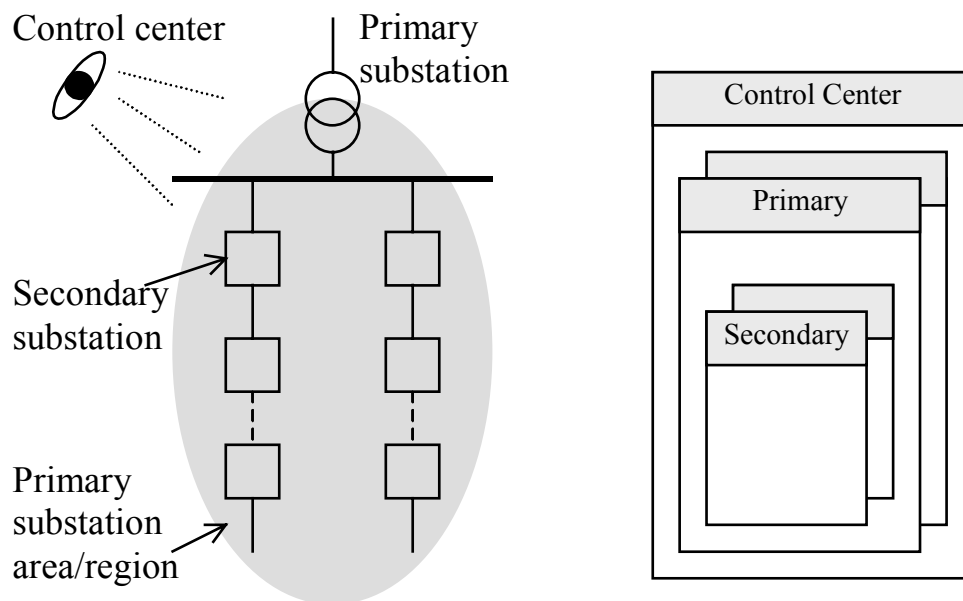 Control center
Primary
substation
Secondary
substation
Primary
substation
area/region
Control Center
Primary
Secondary